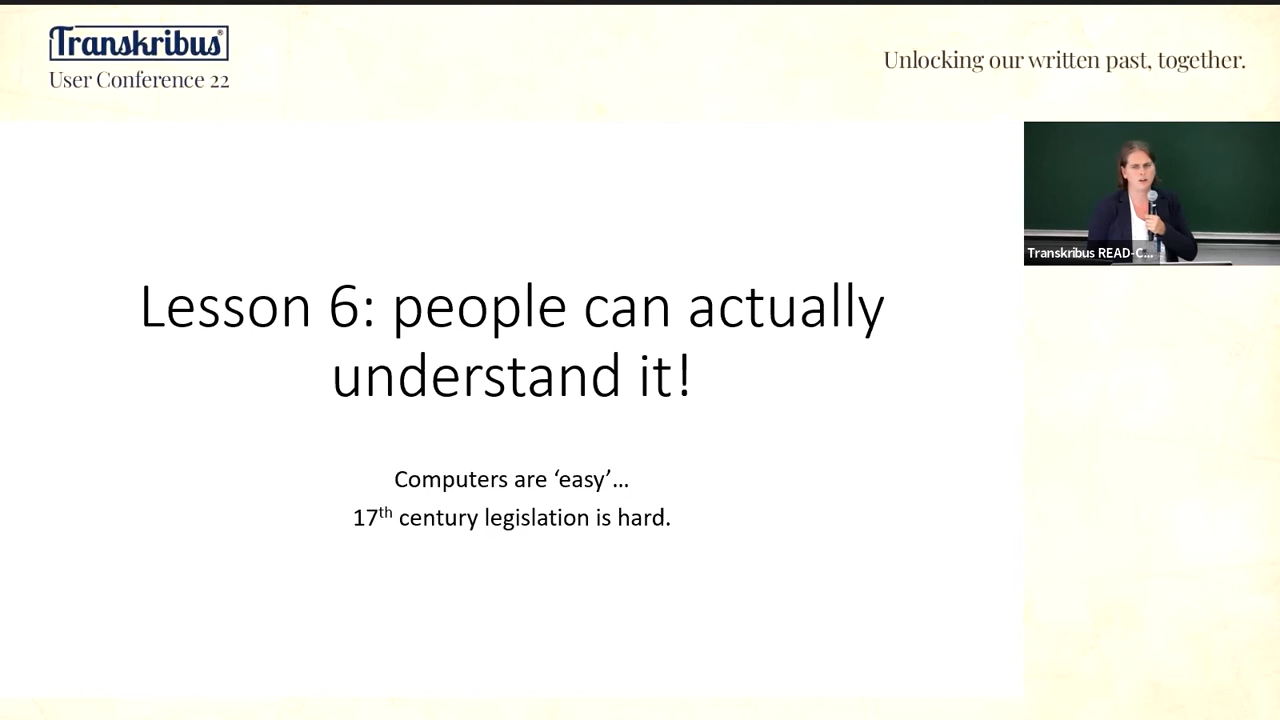 Transkribus®
User Conference 22
Unlocking our written past, together.
Transkribus READ-C...
Lesson 6: people can actually
understand it!
Computers are ‘easy’...
17th century legislation is hard.